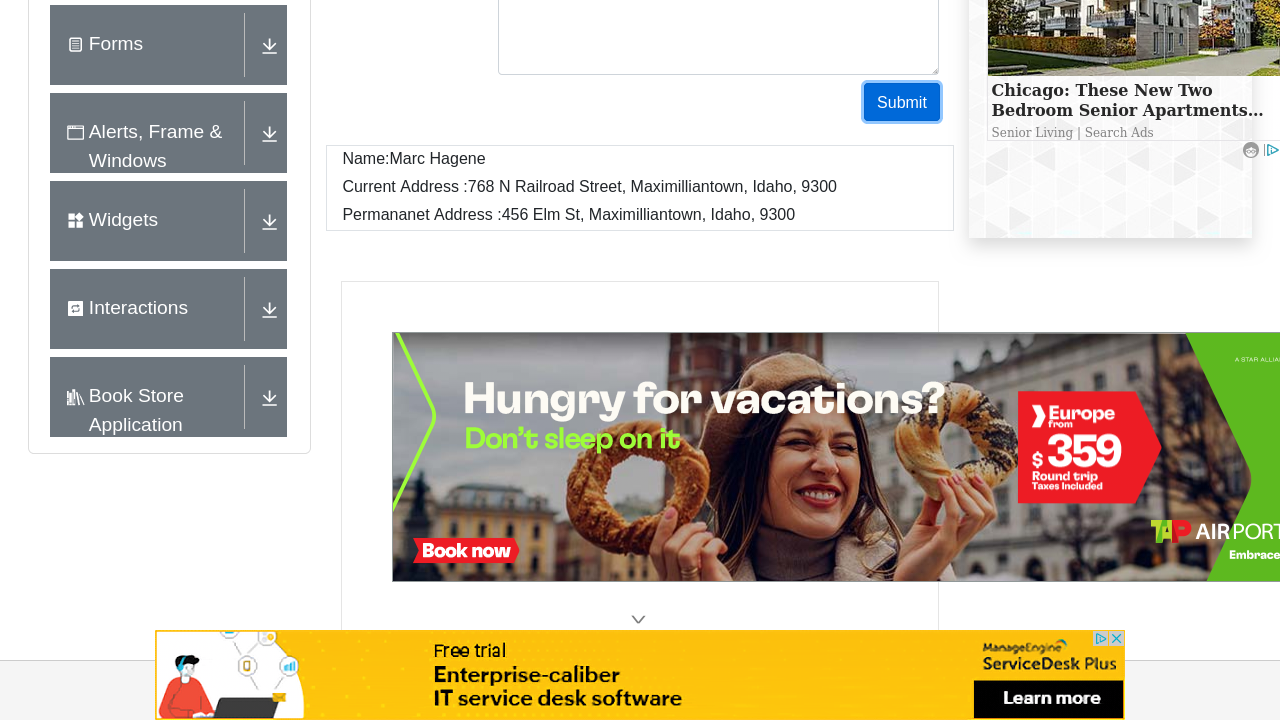 Forms
Alerts, Frame &
Windows
Widgets
Interactions
Book Store
Application
Submit
Name:Marc Hagene
Current Address :768 N Railroad Street, Maximilliantown, Idaho, 9300
Permananet Address :456 Elm St, Maximilliantown, Idaho, 9300
Chicago: These New Two
Bedroom Senior Apartments...
Senior Living | Search Ads
A STAR ALLIA
Hungry for vacations?
Don't sleep on it
Europe
from
$ 359
Round trip
Taxes Included
Book now
TAP AIR PORT
Embrace
Free trial
Enterprise-caliber
IT service desk software
ManageEngine
ServiceDesk Plus
Learn more